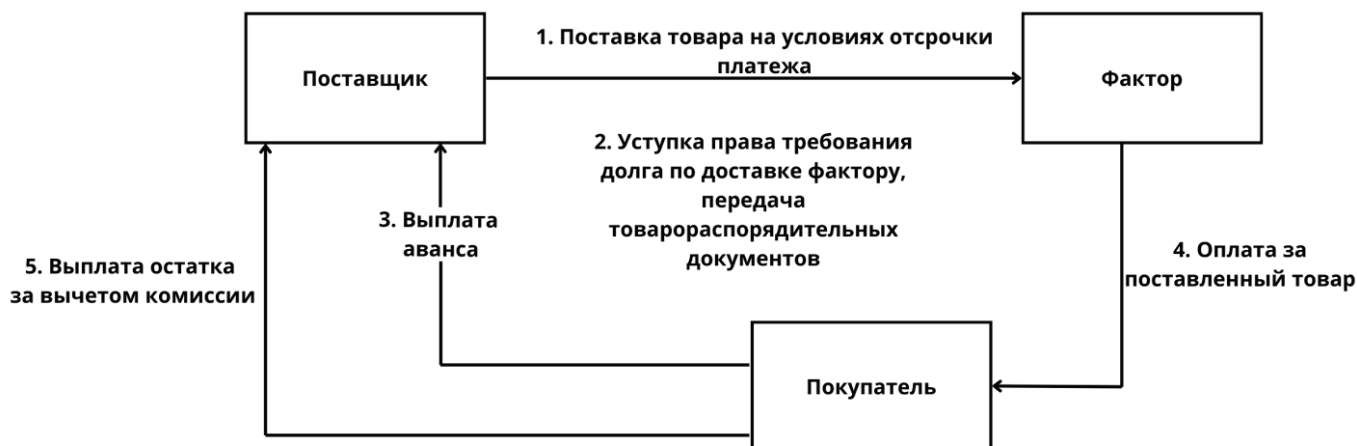 1. Поставка товара на условиях отсрочки
платежа
Поставщик
Фактор
2. Уступка права требования
долга по доставке фактору,
передача
товарораспорядительных
документов
3. Выплата
аванса
4. Оплата за
поставленный товар
5. Выплата остатка
за вычетом комиссии
Покупатель